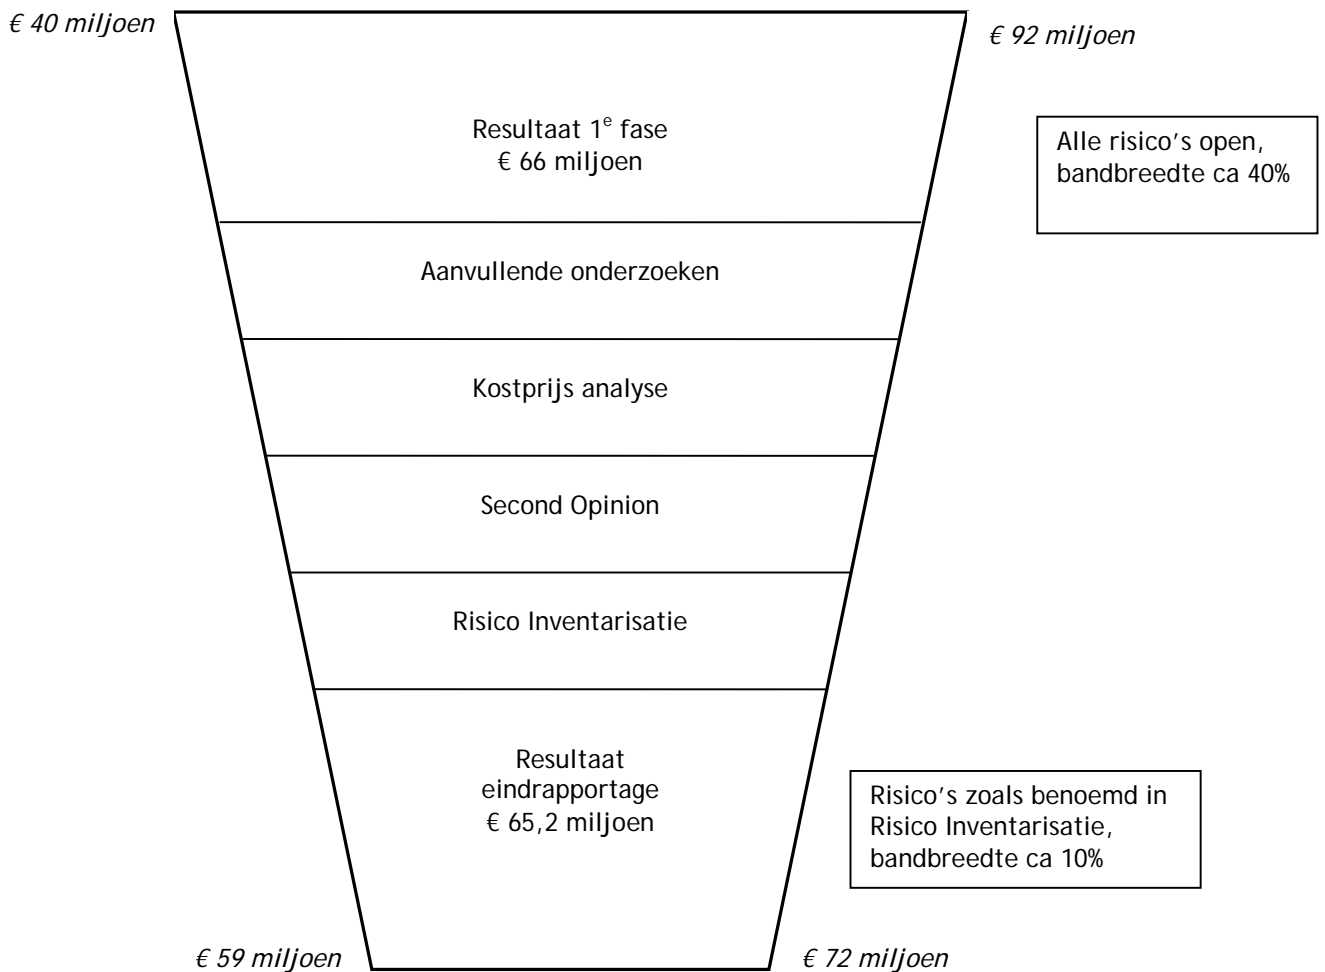 € 40 miljoen
€ 92 miljoen
Resultaat 1e fase
€ 66 miljoen
Alle risico's open,
bandbreedte ca 40%
Aanvullende onderzoeken
Kostprijs analyse
Second Opinion
Risico Inventarisatie
Resultaat
eindrapportage
€ 65,2 miljoen
Risico's zoals benoemd in
Risico Inventarisatie,
bandbreedte ca 10%
€ 59 miljoen
€ 72 miljoen